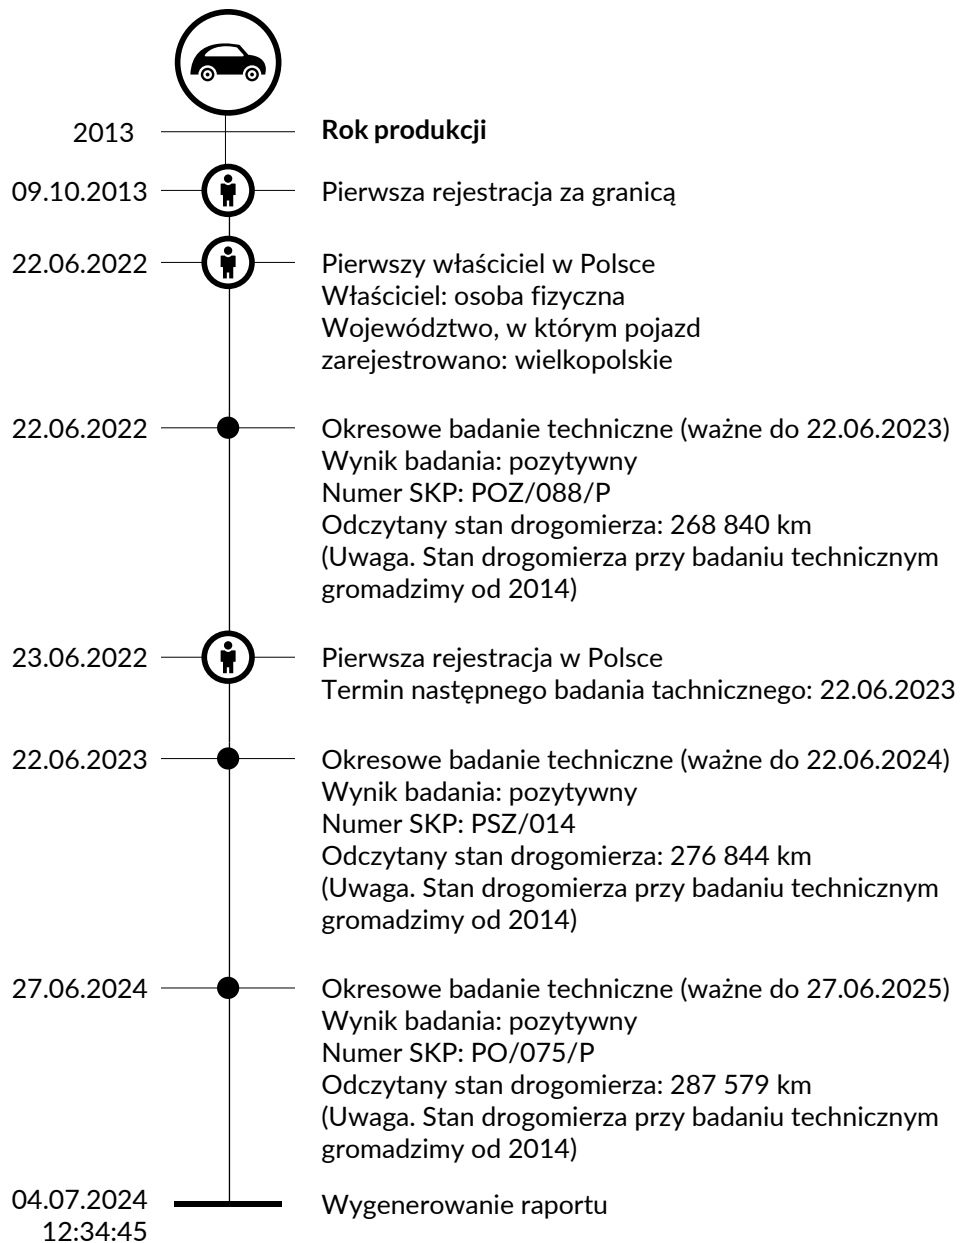 2013
Rok produkcji
09.10.2013
Pierwsza rejestracja za granicą
22.06.2022
Pierwszy właściciel w Polsce
Właściciel: osoba fizyczna
Województwo, w którym pojazd
zarejestrowano: wielkopolskie
22.06.2022
Okresowe badanie techniczne (ważne do 22.06.2023)
Wynik badania: pozytywny
Numer SKP: POZ/088/P
Odczytany stan drogomierza: 268 840 km
(Uwaga. Stan drogomierza przy badaniu technicznym
gromadzimy od 2014)
23.06.2022
Pierwsza rejestracja w Polsce
Termin następnego badania tachnicznego: 22.06.2023
22.06.2023
Okresowe badanie techniczne (ważne do 22.06.2024)
Wynik badania: pozytywny
Numer SKP: PSZ/014
Odczytany stan drogomierza: 276 844 km
(Uwaga. Stan drogomierza przy badaniu technicznym
gromadzimy od 2014)
27.06.2024
Okresowe badanie techniczne (ważne do 27.06.2025)
Wynik badania: pozytywny
Numer SKP: PO/075/P
Odczytany stan drogomierza: 287 579 km
(Uwaga. Stan drogomierza przy badaniu technicznym
gromadzimy od 2014)
04.07.2024
12:34:45
Wygenerowanie raportu